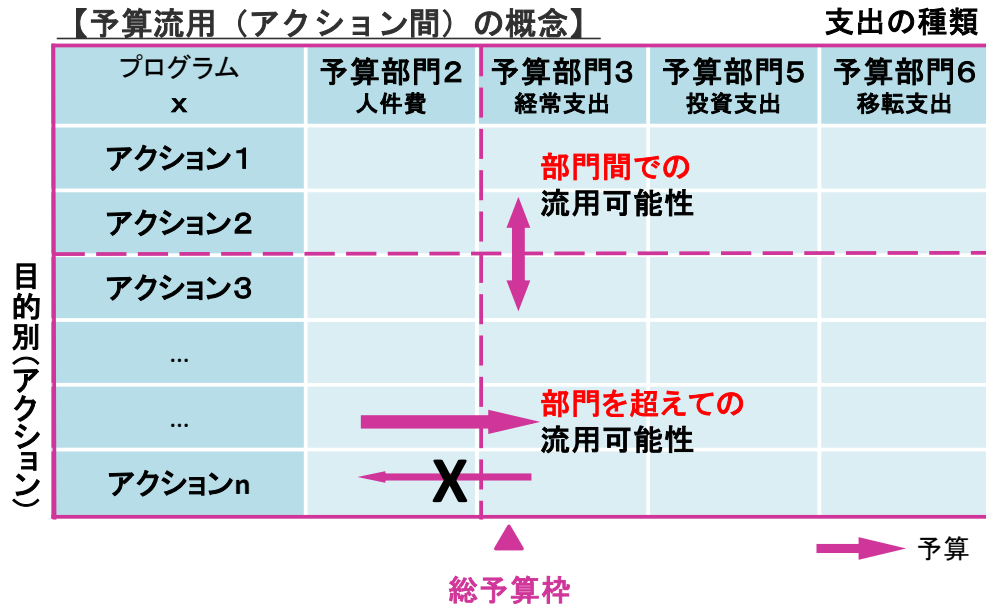 【予算流用（アクション間）の概念】
支出の種類
プログラム
x
予算部門2
人件費
予算部門3
経常支出
予算部門5
投資支出
予算部門6
移転支出
アクション1
アクション2
アクション3
...
...
アクションn
目的別（アクション）
部門間での
流用可能性
部門を超えての
流用可能性
X
予算
総予算枠